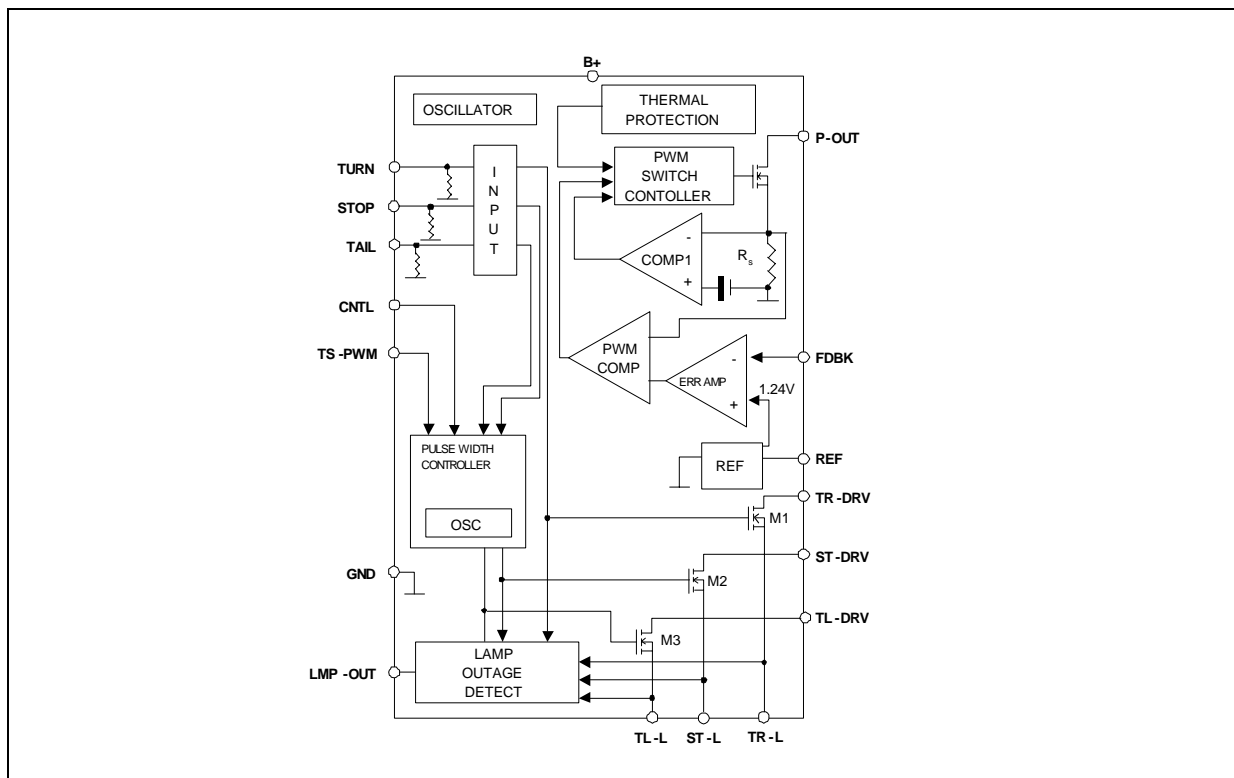 B+
OSCILLATOR
THERMAL
PROTECTION
P-OUT
TURN
STOP
TAIL
I
N
P
U
T
PWM
SWITCH
CONTOLLER
-
COMP1
+
Rs
CNTL
TS-PWM
PWM
COMP
-
ERR AMP
+
1.24V
FDBK
PULSE WIDTH
CONTROLLER
OSC
REF
REF
TR-DRV
M1
ST-DRV
M2
GND
TL-DRV
M3
LMP-OUT
LAMP
OUTAGE
DETECT
TL-L
ST-L
TR-L